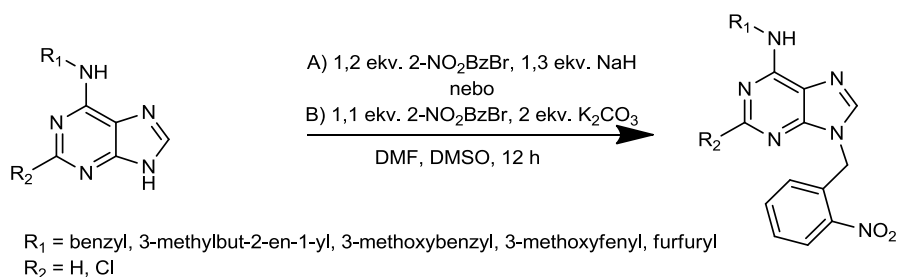 R₁
NH
N
N
R₂
N
N
H
A) 1,2 ekv. 2-NO₂BzBr, 1,3 ekv. NaH
nebo
B) 1,1 ekv. 2-NO₂BzBr, 2 ekv. K₂CO₃
DMF, DMSO, 12 h
R₁
NH
N
N
R₂
N
N
NO₂
R₁ = benzyl, 3-methylbut-2-en-1-yl, 3-methoxybenzyl, 3-methoxyfenyl, furfuryl
R₂ = H, Cl